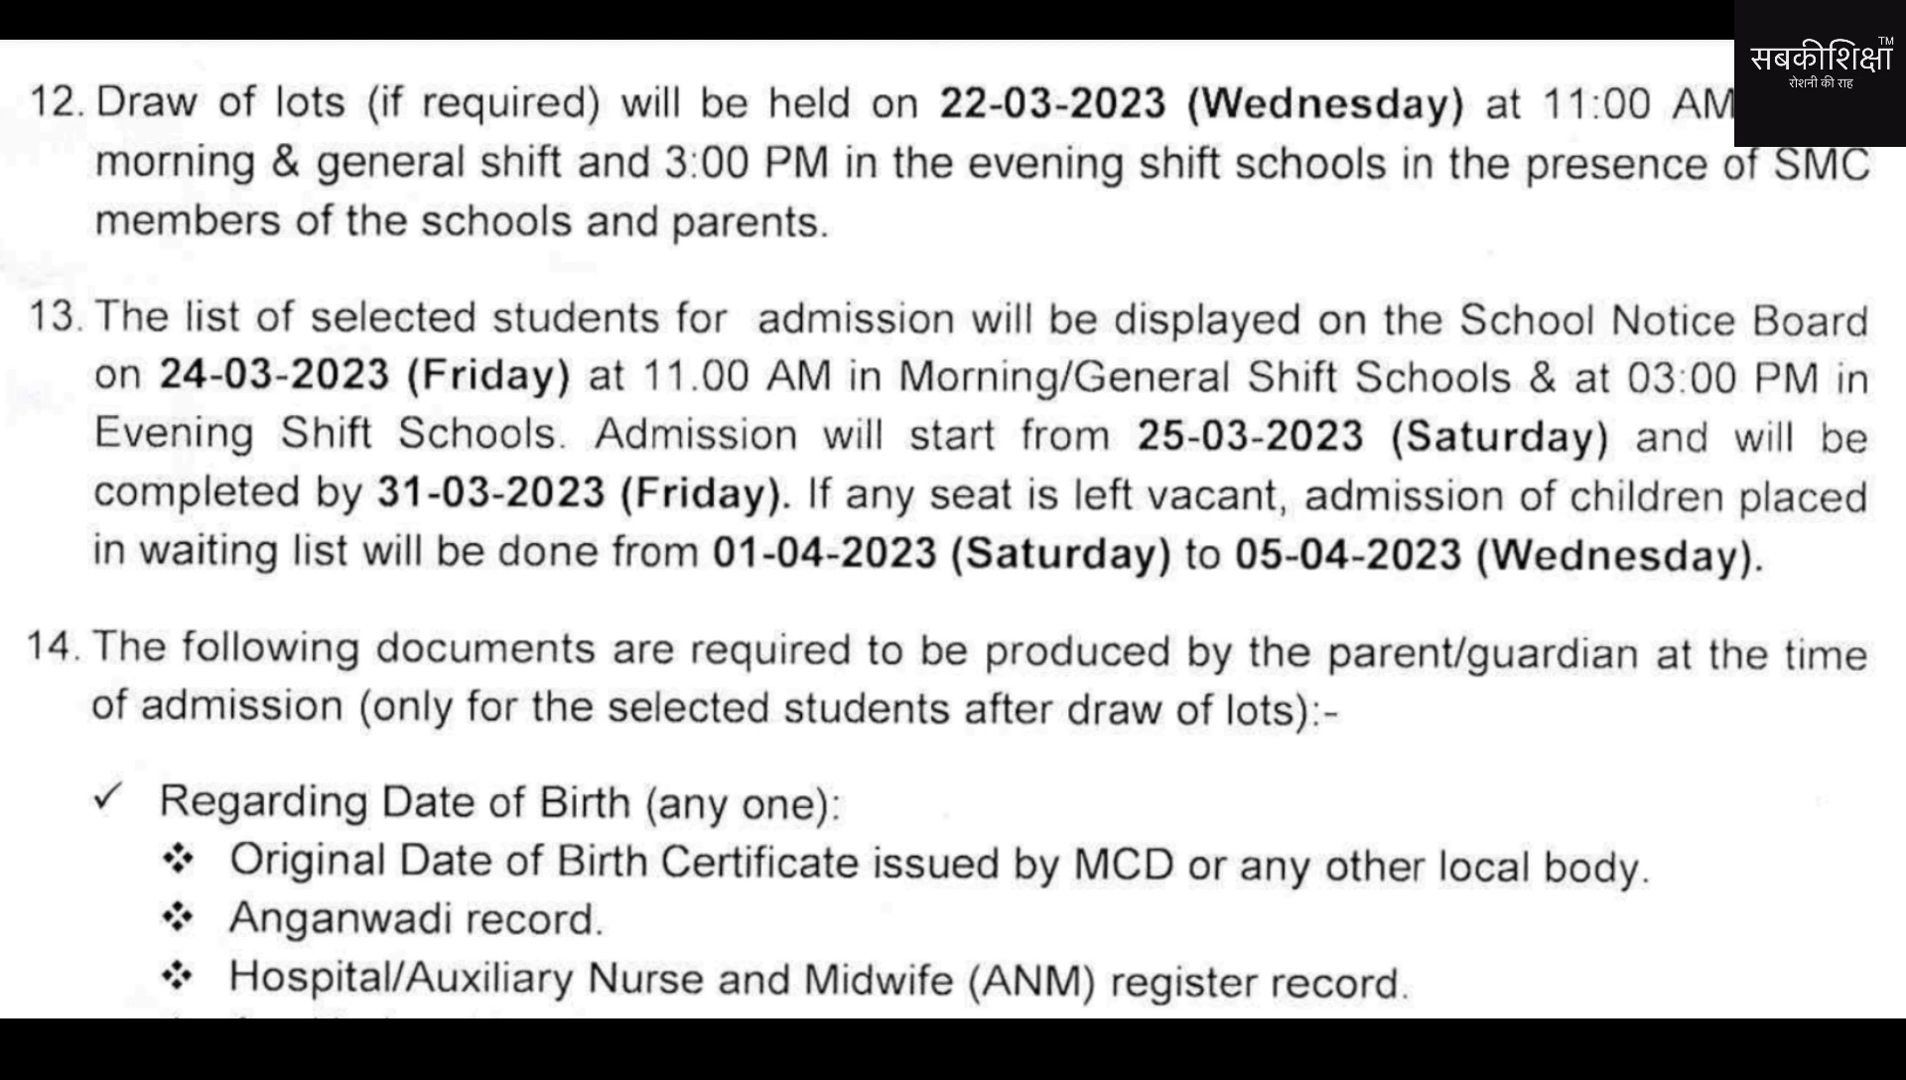 सबकीशिक्षा™
रोशनी की राह
12. Draw of lots (if required) will be held on 22-03-2023 (Wednesday) at 11:00 AM
morning & general shift and 3:00 PM in the evening shift schools in the presence of SMC
members of the schools and parents.
13. The list of selected students for admission will be displayed on the School Notice Board
on 24-03-2023 (Friday) at 11.00 AM in Morning/General Shift Schools & at 03:00 PM in
Evening Shift Schools. Admission will start from 25-03-2023 (Saturday) and will be
completed by 31-03-2023 (Friday). If any seat is left vacant, admission of children placed
in waiting list will be done from 01-04-2023 (Saturday) to 05-04-2023 (Wednesday).
14. The following documents are required to be produced by the parent/guardian at the time
of admission (only for the selected students after draw of lots):-
✓ Regarding Date of Birth (any one):
❖ Original Date of Birth Certificate issued by MCD or any other local body.
❖ Anganwadi record.
❖ Hospital/Auxiliary Nurse and Midwife (ANM) register record.